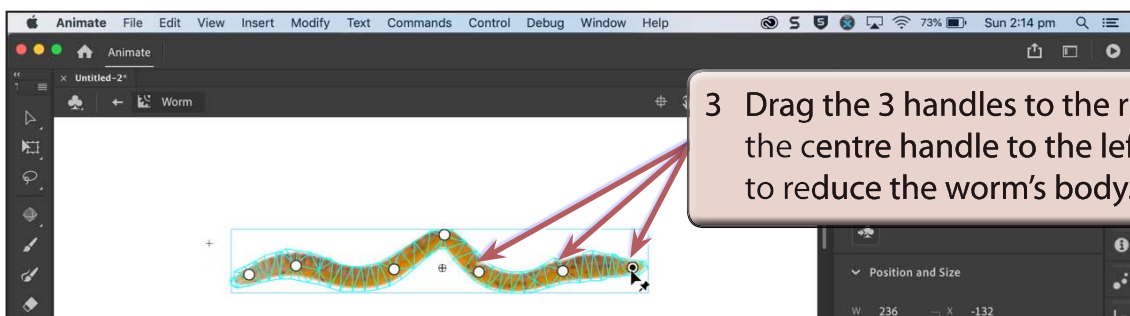 Animate File Edit View Insert Modify Text Commands Control Debug Window Help 73% Sun 2:14 pm
Animate
Untitled-2*
Worm
3 Drag the 3 handles to the r
the centre handle to the lef
to reduce the worm's body.
Position and Size
W 236 X -132